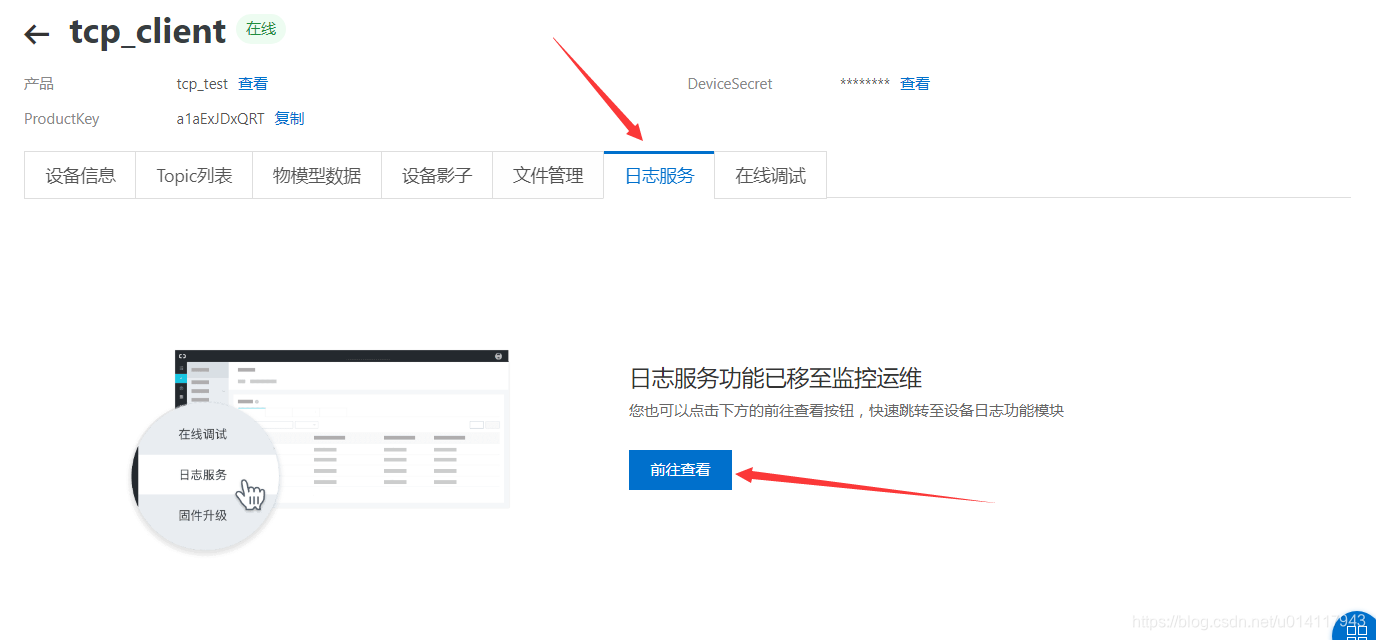 tcp_client 在线
产品 tcp_test 查看 DeviceSecret ******** 查看
ProductKey a1aExJDxQRT 复制
设备信息 Topic列表 物模型数据 设备影子 文件管理 日志服务 在线调试
日志服务功能已移至监控运维
您也可以点击下方的前往查看按钮，快速跳转至设备日志功能模块
前往查看
在线调试
日志服务
固件升级
https://blog.csdn.net/u014117943